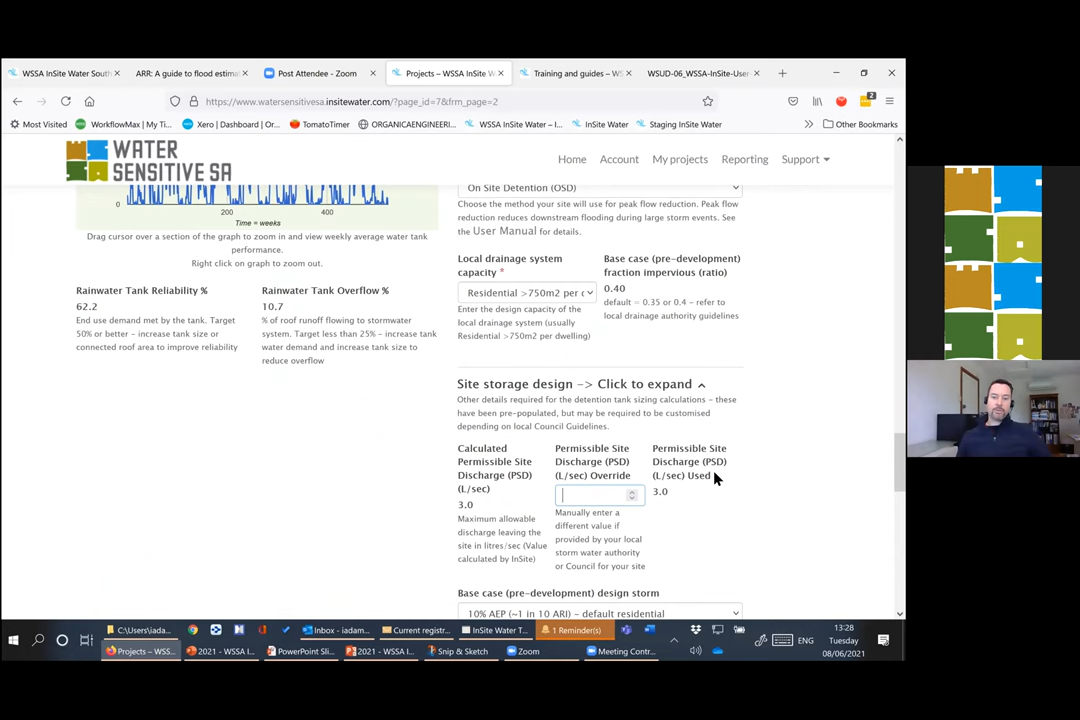 WSSA InSite Water South
ARR: A guide to flood estima
Post Attendee - Zoom
Projects – WSSA InSite W
Training and guides – WS
WSUD-06_WSSA-InSite-User-
https://www.watersensitivesa.insitewater.com/?page_id=7&frm_page=2
2
Most Visited
WorkflowMax | My Ti...
Xero | Dashboard | Or...
TomatoTimer
ORGANICAENGINEERI...
WSSA InSite Water – I...
InSite Water
Staging InSite Water
Other Bookmarks
WATER
SENSITIVE SA
Home
Account
My projects
Reporting
Support
0
200
400
Time = weeks
Drag cursor over a section of the graph to zoom in and view weekly average water tank
performance.
Right click on graph to zoom out.
Rainwater Tank Reliability %
62.2
End use demand met by the tank. Target
50% or better – increase tank size or
connected roof area to improve reliability
Rainwater Tank Overflow %
10.7
% of roof runoff flowing to stormwater
system. Target less than 25% – increase tank
water demand and increase tank size to
reduce overflow
On Site Detention (OSD)
Choose the method your site will use for peak flow reduction. Peak flow
reduction reduces downstream flooding during large storm events. See
the User Manual for details.
Local drainage system
capacity *
Residential >750m2 per c
Enter the design capacity of the
local drainage system (usually
Residential >750m2 per dwelling)
Base case (pre-development)
fraction impervious (ratio)
0.40
default = 0.35 or 0.4 – refer to
local drainage authority guidelines
Site storage design –> Click to expand
Other details required for the detention tank sizing calculations – these
have been pre-populated, but may be required to be customised
depending on local Council Guidelines.
Calculated
Permissible Site
Discharge (PSD)
(L/sec)
3.0
Maximum allowable
discharge leaving the
site in litres/sec (Value
calculated by InSite)
Permissible Site
Discharge (PSD)
(L/sec) Override
Manually enter a
different value if
provided by your local
storm water authority
or Council for your site
Permissible Site
Discharge (PSD)
(L/sec) Used
3.0
Base case (pre-development) design storm
10% AEP (~1 in 10 ARI) – default residential
C:\Users\iadam...
Inbox - iadam...
Current registr...
InSite Water T...
1 Reminder(s)
ENG
13:28
Tuesday
08/06/2021
Projects – WSS...
2021 - WSSA I...
PowerPoint Sli...
2021 - WSSA I...
Snip & Sketch
Zoom
Meeting Contr...